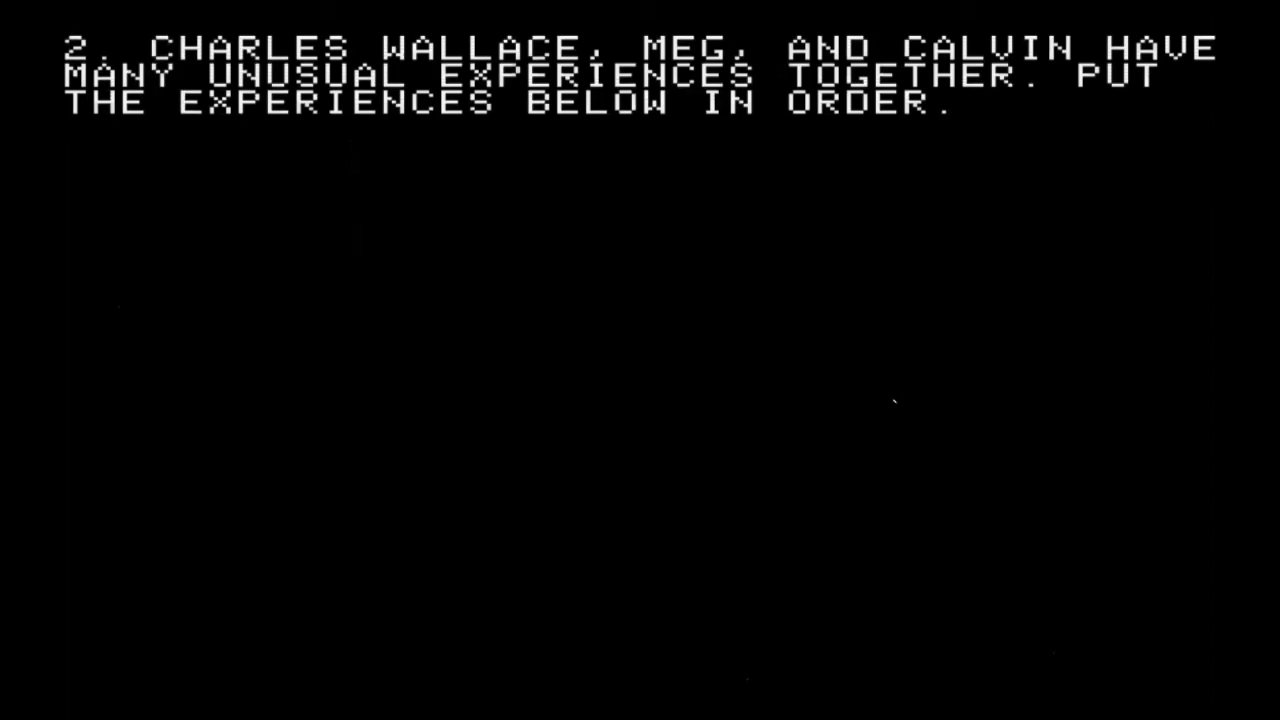 2. CHARLES WALLACE, MEG, AND CALVIN HAVE
MANY UNUSUAL EXPERIENCES TOGETHER. PUT
THE EXPERIENCES BELOW IN ORDER.